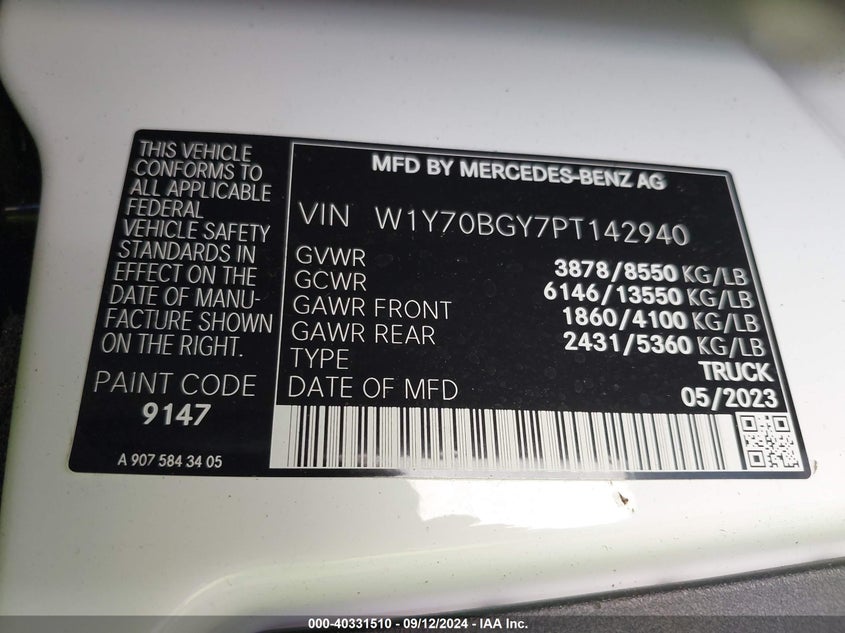 THIS VEHICLE
CONFORMS TO
ALL APPLICABLE
FEDERAL
VEHICLE SAFETY
STANDARDS IN
EFFECT ON THE
DATE OF MANU-
FACTURE SHOWN
ON THE RIGHT.
PAINT CODE
9147
A 907 584 34 05
MFD BY MERCEDES-BENZ AG
VIN W1Y70BGY7PT142940
GVWR 3878/8550 KG/LB
GCWR 6146/13550 KG/LB
GAWR FRONT 1860/4100 KG/LB
GAWR REAR 2431/5360 KG/LB
TYPE TRUCK
DATE OF MFD 05/2023
000-40331510 - 09/12/2024 - IAA Inc.